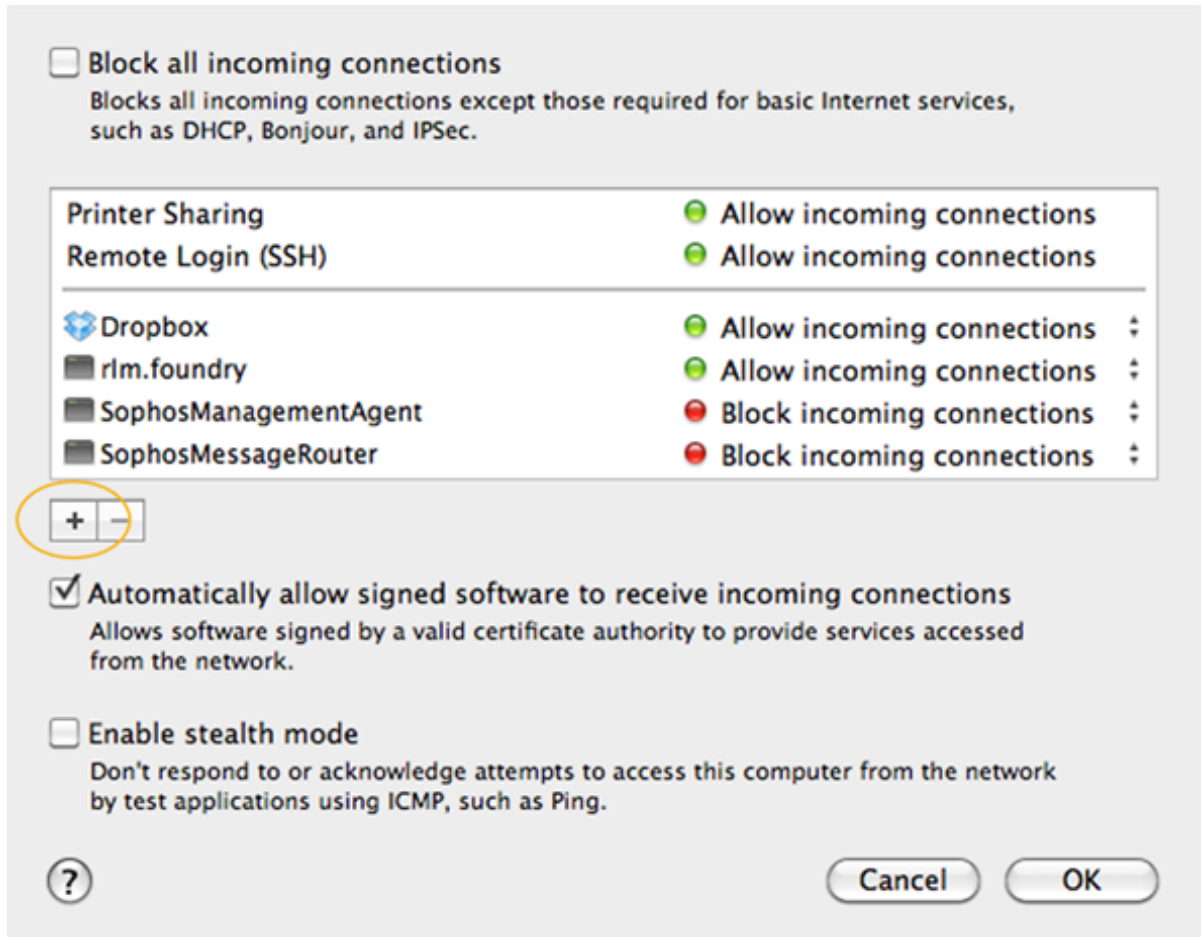 Block all incoming connections
Blocks all incoming connections except those required for basic Internet services,
such as DHCP, Bonjour, and IPSec.
Printer Sharing Allow incoming connections
Remote Login (SSH) Allow incoming connections
Dropbox Allow incoming connections
rlm.foundry Allow incoming connections
SophosManagementAgent Block incoming connections
SophosMessageRouter Block incoming connections
+ −
Automatically allow signed software to receive incoming connections
Allows software signed by a valid certificate authority to provide services accessed
from the network.
Enable stealth mode
Don't respond to or acknowledge attempts to access this computer from the network
by test applications using ICMP, such as Ping.
? Cancel OK